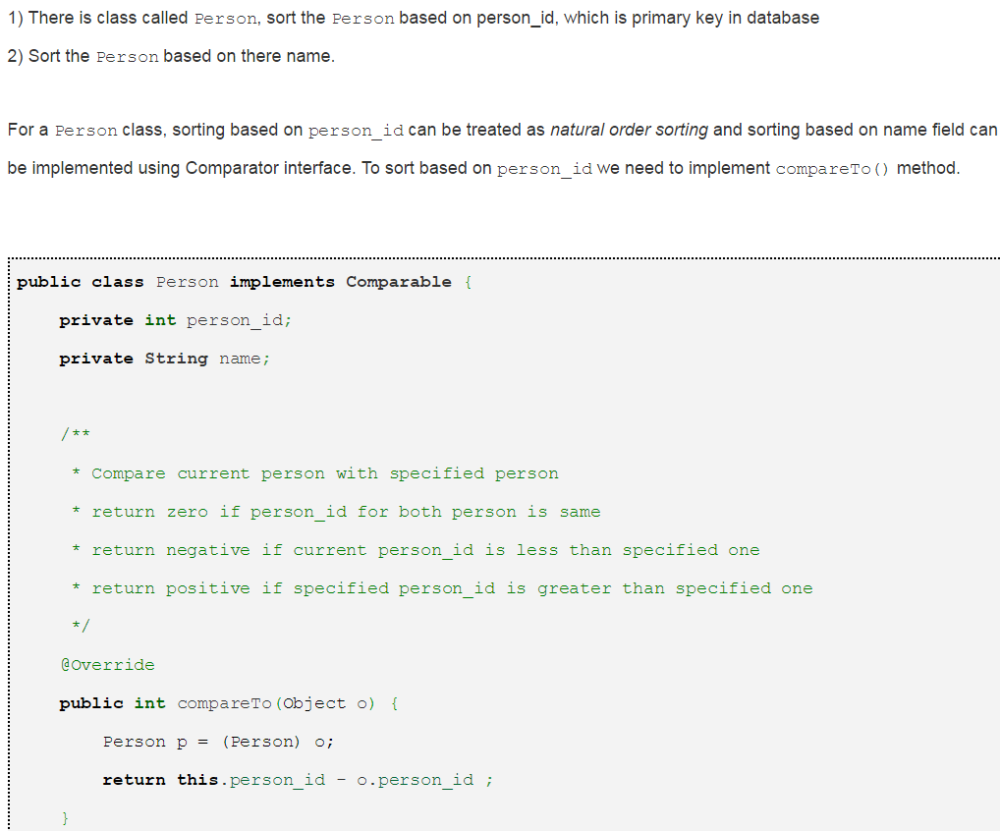 1) There is class called Person, sort the Person based on person_id, which is primary key in database
2) Sort the Person based on there name.
For a Person class, sorting based on person_id can be treated as natural order sorting and sorting based on name field can
be implemented using Comparator interface. To sort based on person_id we need to implement compareTo() method.
public class Person implements Comparable {
    private int person_id;
    private String name;
    /**
     * Compare current person with specified person
     * return zero if person_id for both person is same
     * return negative if current person_id is less than specified one
     * return positive if specified person_id is greater than specified one
     */
    @Override
    public int compareTo(Object o) {
        Person p = (Person) o;
        return this.person_id - o.person_id ;
    }